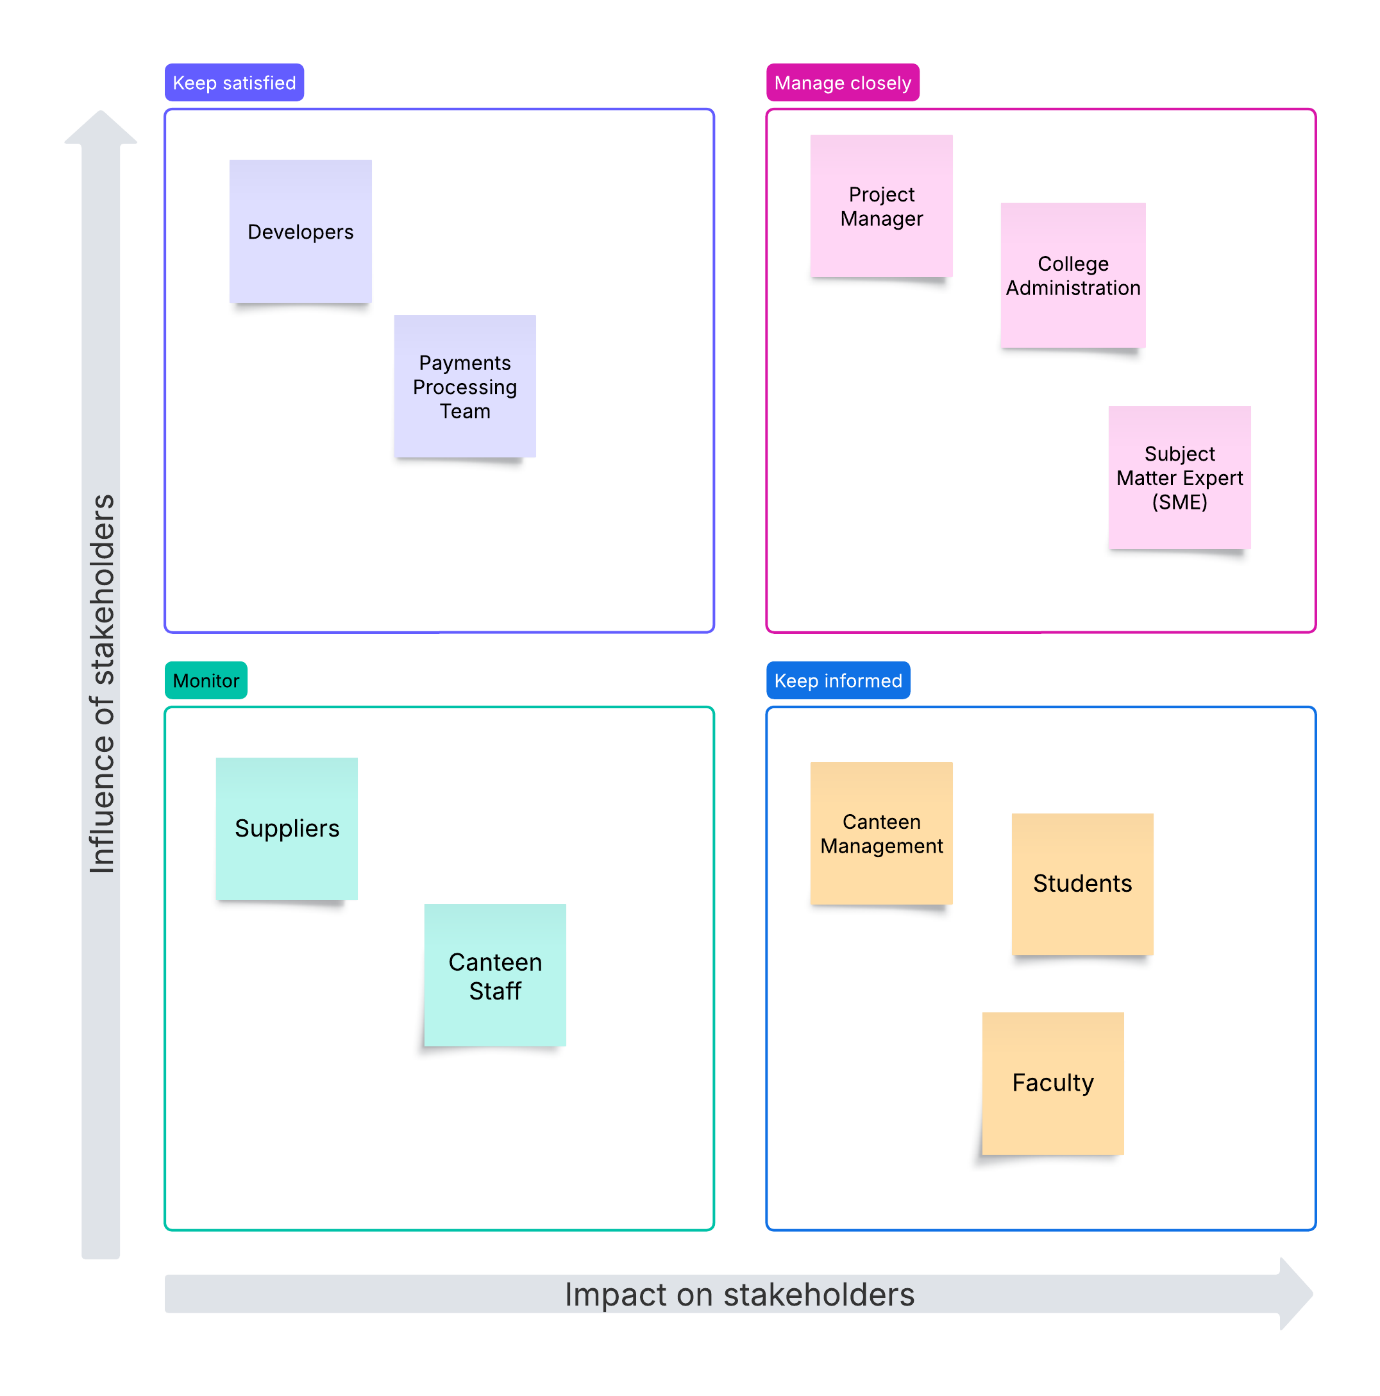 Keep satisfied
Manage closely
Developers
Payments
Processing
Team
Project
Manager
College
Administration
Subject
Matter Expert
(SME)
Influence of stakeholders
Monitor
Keep informed
Suppliers
Canteen
Staff
Canteen
Management
Students
Faculty
Impact on stakeholders